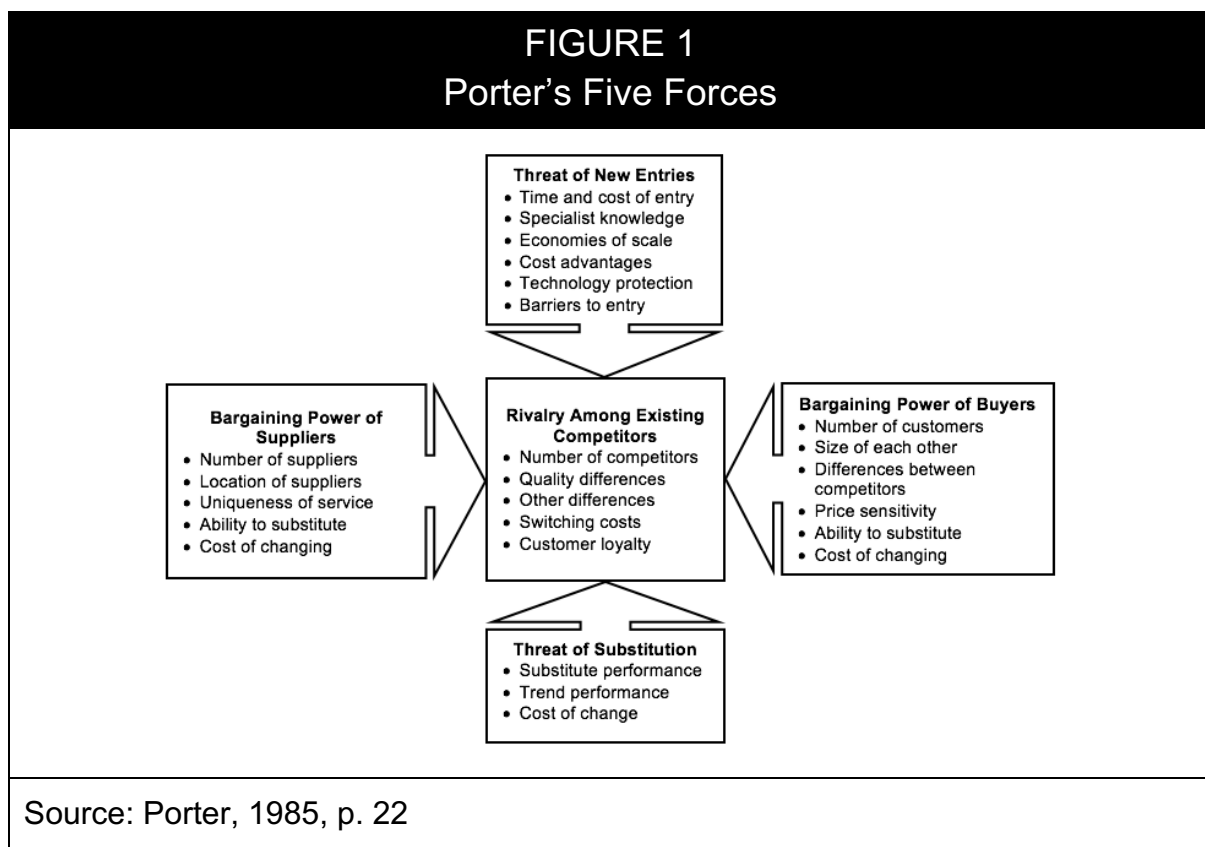 FIGURE 1
Porter’s Five Forces
Threat of New Entries
• Time and cost of entry
• Specialist knowledge
• Economies of scale
• Cost advantages
• Technology protection
• Barriers to entry
Bargaining Power of
Suppliers
• Number of suppliers
• Location of suppliers
• Uniqueness of service
• Ability to substitute
• Cost of changing
Rivalry Among Existing
Competitors
• Number of competitors
• Quality differences
• Other differences
• Switching costs
• Customer loyalty
Bargaining Power of Buyers
• Number of customers
• Size of each other
• Differences between
competitors
• Price sensitivity
• Ability to substitute
• Cost of changing
Threat of Substitution
• Substitute performance
• Trend performance
• Cost of change
Source: Porter, 1985, p. 22